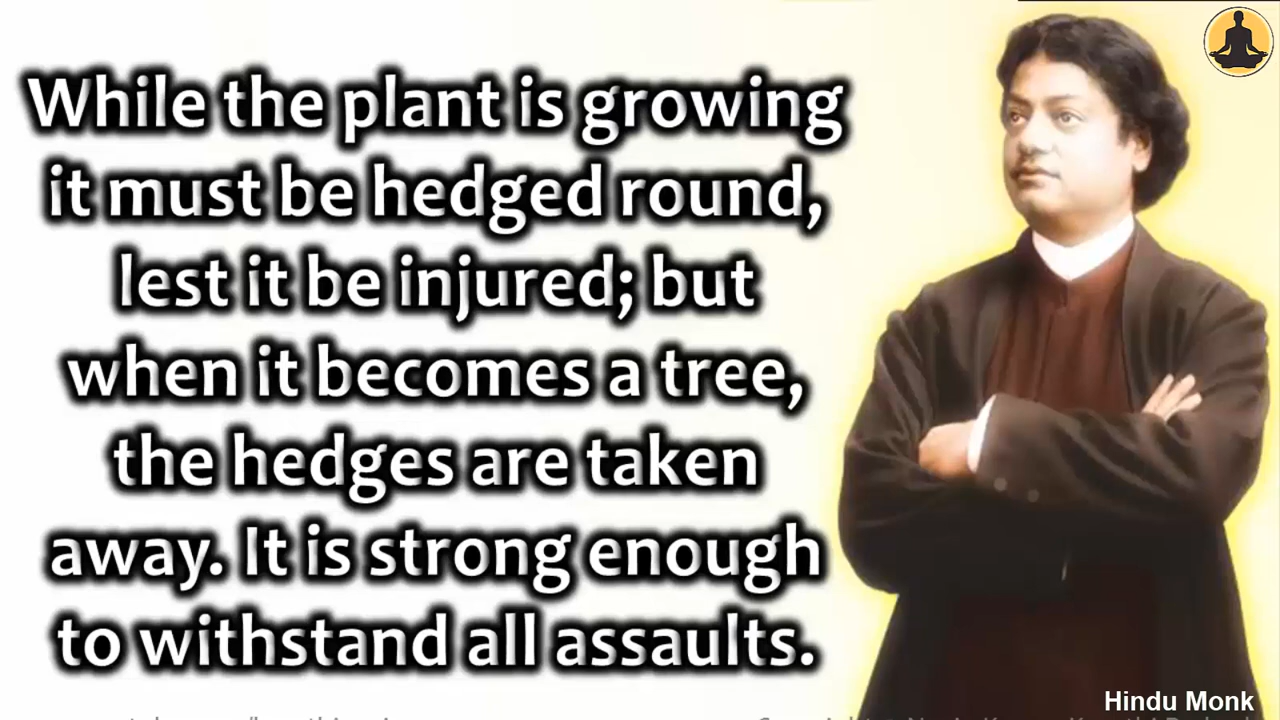 While the plant is growing
it must be hedged round,
lest it be injured; but
when it becomes a tree,
the hedges are taken
away. It is strong enough
to withstand all assaults.
Hindu Monk